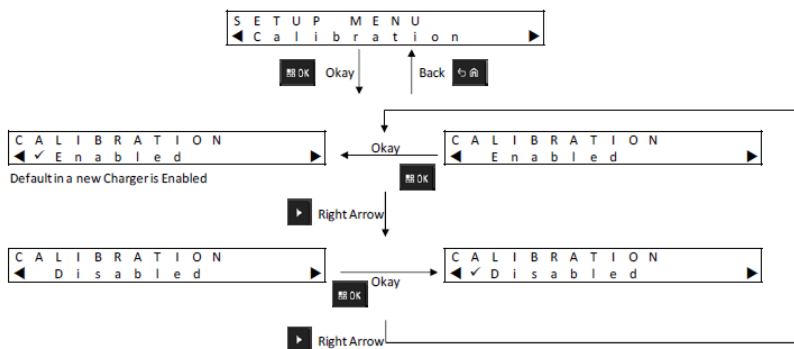 SETUP MENU
◀ Calibration ▶
OK Okay
Back
CALIBRATION
◀ ✓ Enabled ▶
Okay
CALIBRATION
◀ Enabled ▶
Default in a new Charger is Enabled
OK
Right Arrow
CALIBRATION
◀ Disabled ▶
Okay
CALIBRATION
◀ ✓ Disabled ▶
OK
Right Arrow